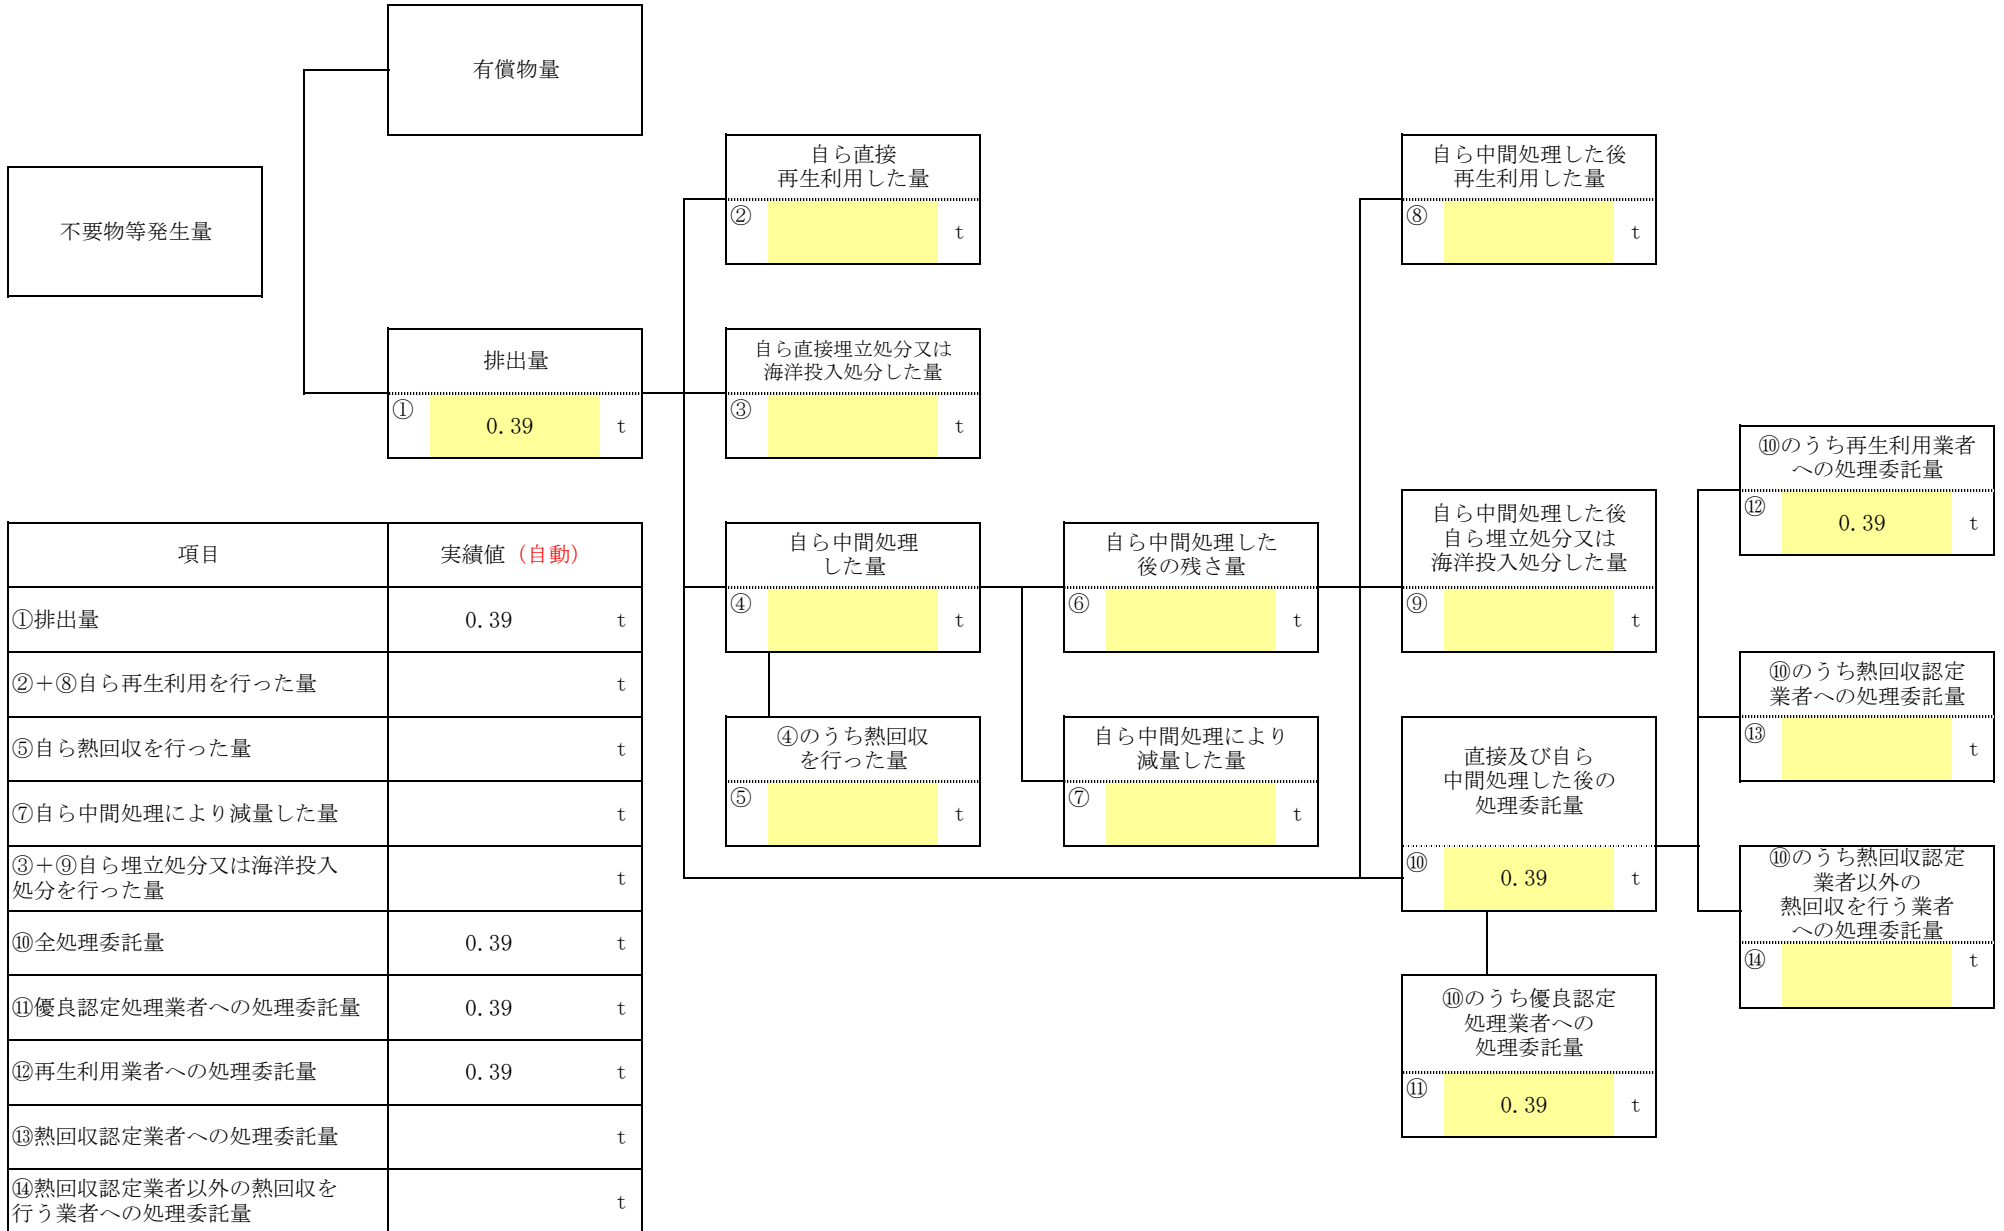 有償物量
不要物等発生量
排出量
①
0.39
t
自ら直接
再生利用した量
②
t
自ら直接埋立処分又は
海洋投入処分した量
③
t
自ら中間処理
した量
④
t
④のうち熱回収
を行った量
⑤
t
自ら中間処理した
後の残さ量
⑥
t
自ら中間処理により
減量した量
⑦
t
自ら中間処理した後
再生利用した量
⑧
t
自ら中間処理した後
自ら埋立処分又は
海洋投入処分した量
⑨
t
直接及び自ら
中間処理した後の
処理委託量
⑩
0.39
t
⑩のうち優良認定
処理業者への
処理委託量
⑪
0.39
t
⑩のうち再生利用業者
への処理委託量
⑫
0.39
t
⑩のうち熱回収認定
業者への処理委託量
⑬
t
⑩のうち熱回収認定
業者以外の
熱回収を行う業者
への処理委託量
⑭
t
項目 実績値（自動）
①排出量 0.39 t
②＋⑧自ら再生利用を行った量 t
⑤自ら熱回収を行った量 t
⑦自ら中間処理により減量した量 t
③＋⑨自ら埋立処分又は海洋投入
処分を行った量 t
⑩全処理委託量 0.39 t
⑪優良認定処理業者への処理委託量 0.39 t
⑫再生利用業者への処理委託量 0.39 t
⑬熱回収認定業者への処理委託量 t
⑭熱回収認定業者以外の熱回収を
行う業者への処理委託量 t